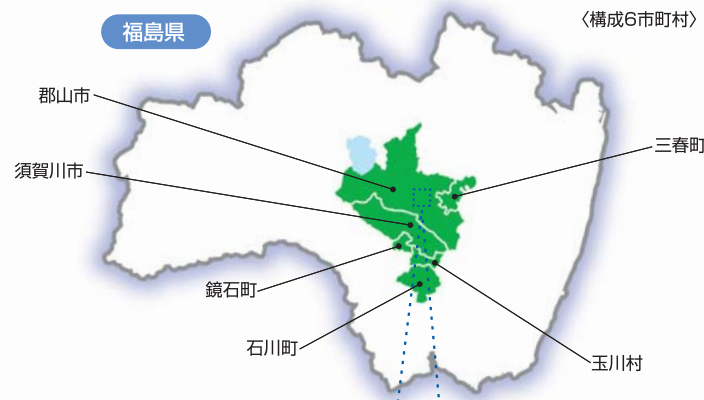 福島県
〈構成6市町村〉
郡山市
三春町
須賀川市
鏡石町
石川町
玉川村